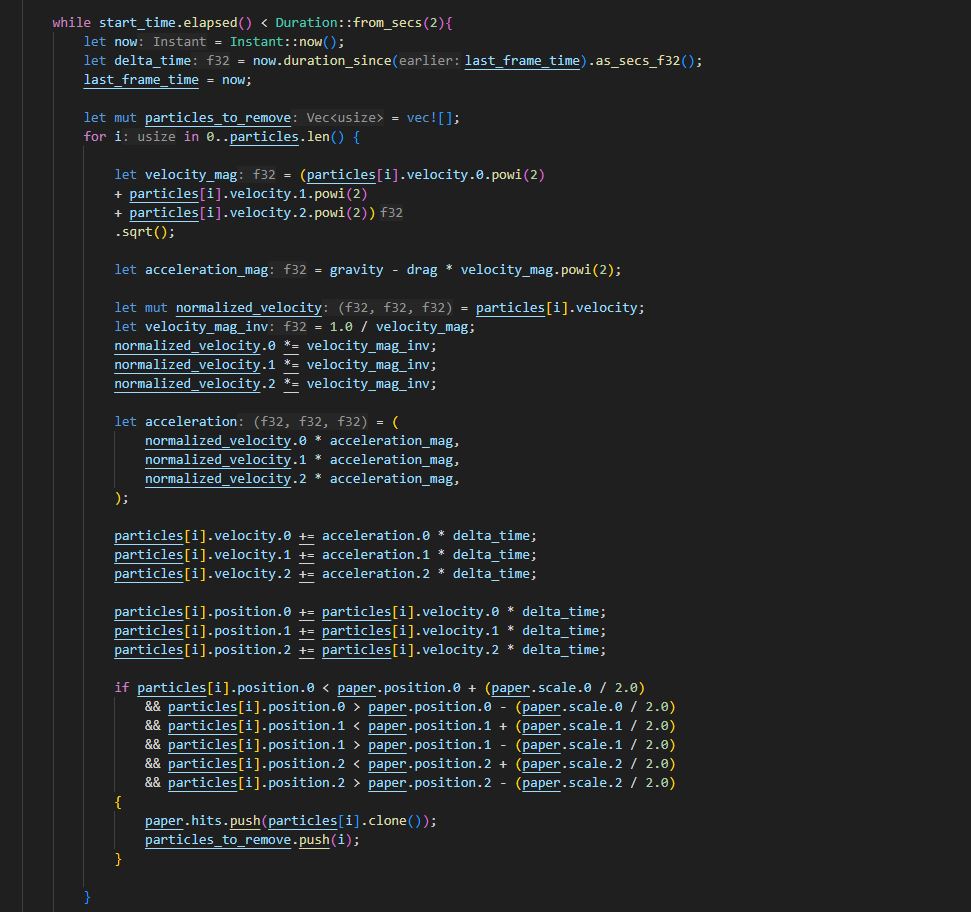 while start_time.elapsed() < Duration::from_secs(2){
let now: Instant = Instant::now();
let delta_time: f32 = now.duration_since(earlier: last_frame_time).as_secs_f32();
last_frame_time = now;
let mut particles_to_remove: Vec<usize> = vec![];
for i: usize in 0..particles.len() {
let velocity_mag: f32 = (particles[i].velocity.0.powi(2)
+ particles[i].velocity.1.powi(2)
+ particles[i].velocity.2.powi(2)) f32
.sqrt();
let acceleration_mag: f32 = gravity - drag * velocity_mag.powi(2);
let mut normalized_velocity: (f32, f32, f32) = particles[i].velocity;
let velocity_mag_inv: f32 = 1.0 / velocity_mag;
normalized_velocity.0 *= velocity_mag_inv;
normalized_velocity.1 *= velocity_mag_inv;
normalized_velocity.2 *= velocity_mag_inv;
let acceleration: (f32, f32, f32) = (
normalized_velocity.0 * acceleration_mag,
normalized_velocity.1 * acceleration_mag,
normalized_velocity.2 * acceleration_mag,
);
particles[i].velocity.0 += acceleration.0 * delta_time;
particles[i].velocity.1 += acceleration.1 * delta_time;
particles[i].velocity.2 += acceleration.2 * delta_time;
particles[i].position.0 += particles[i].velocity.0 * delta_time;
particles[i].position.1 += particles[i].velocity.1 * delta_time;
particles[i].position.2 += particles[i].velocity.2 * delta_time;
if particles[i].position.0 < paper.position.0 + (paper.scale.0 / 2.0)
&& particles[i].position.0 > paper.position.0 - (paper.scale.0 / 2.0)
&& particles[i].position.1 < paper.position.1 + (paper.scale.1 / 2.0)
&& particles[i].position.1 > paper.position.1 - (paper.scale.1 / 2.0)
&& particles[i].position.2 < paper.position.2 + (paper.scale.2 / 2.0)
&& particles[i].position.2 > paper.position.2 - (paper.scale.2 / 2.0)
{
paper.hits.push(particles[i].clone());
particles_to_remove.push(i);
}
}